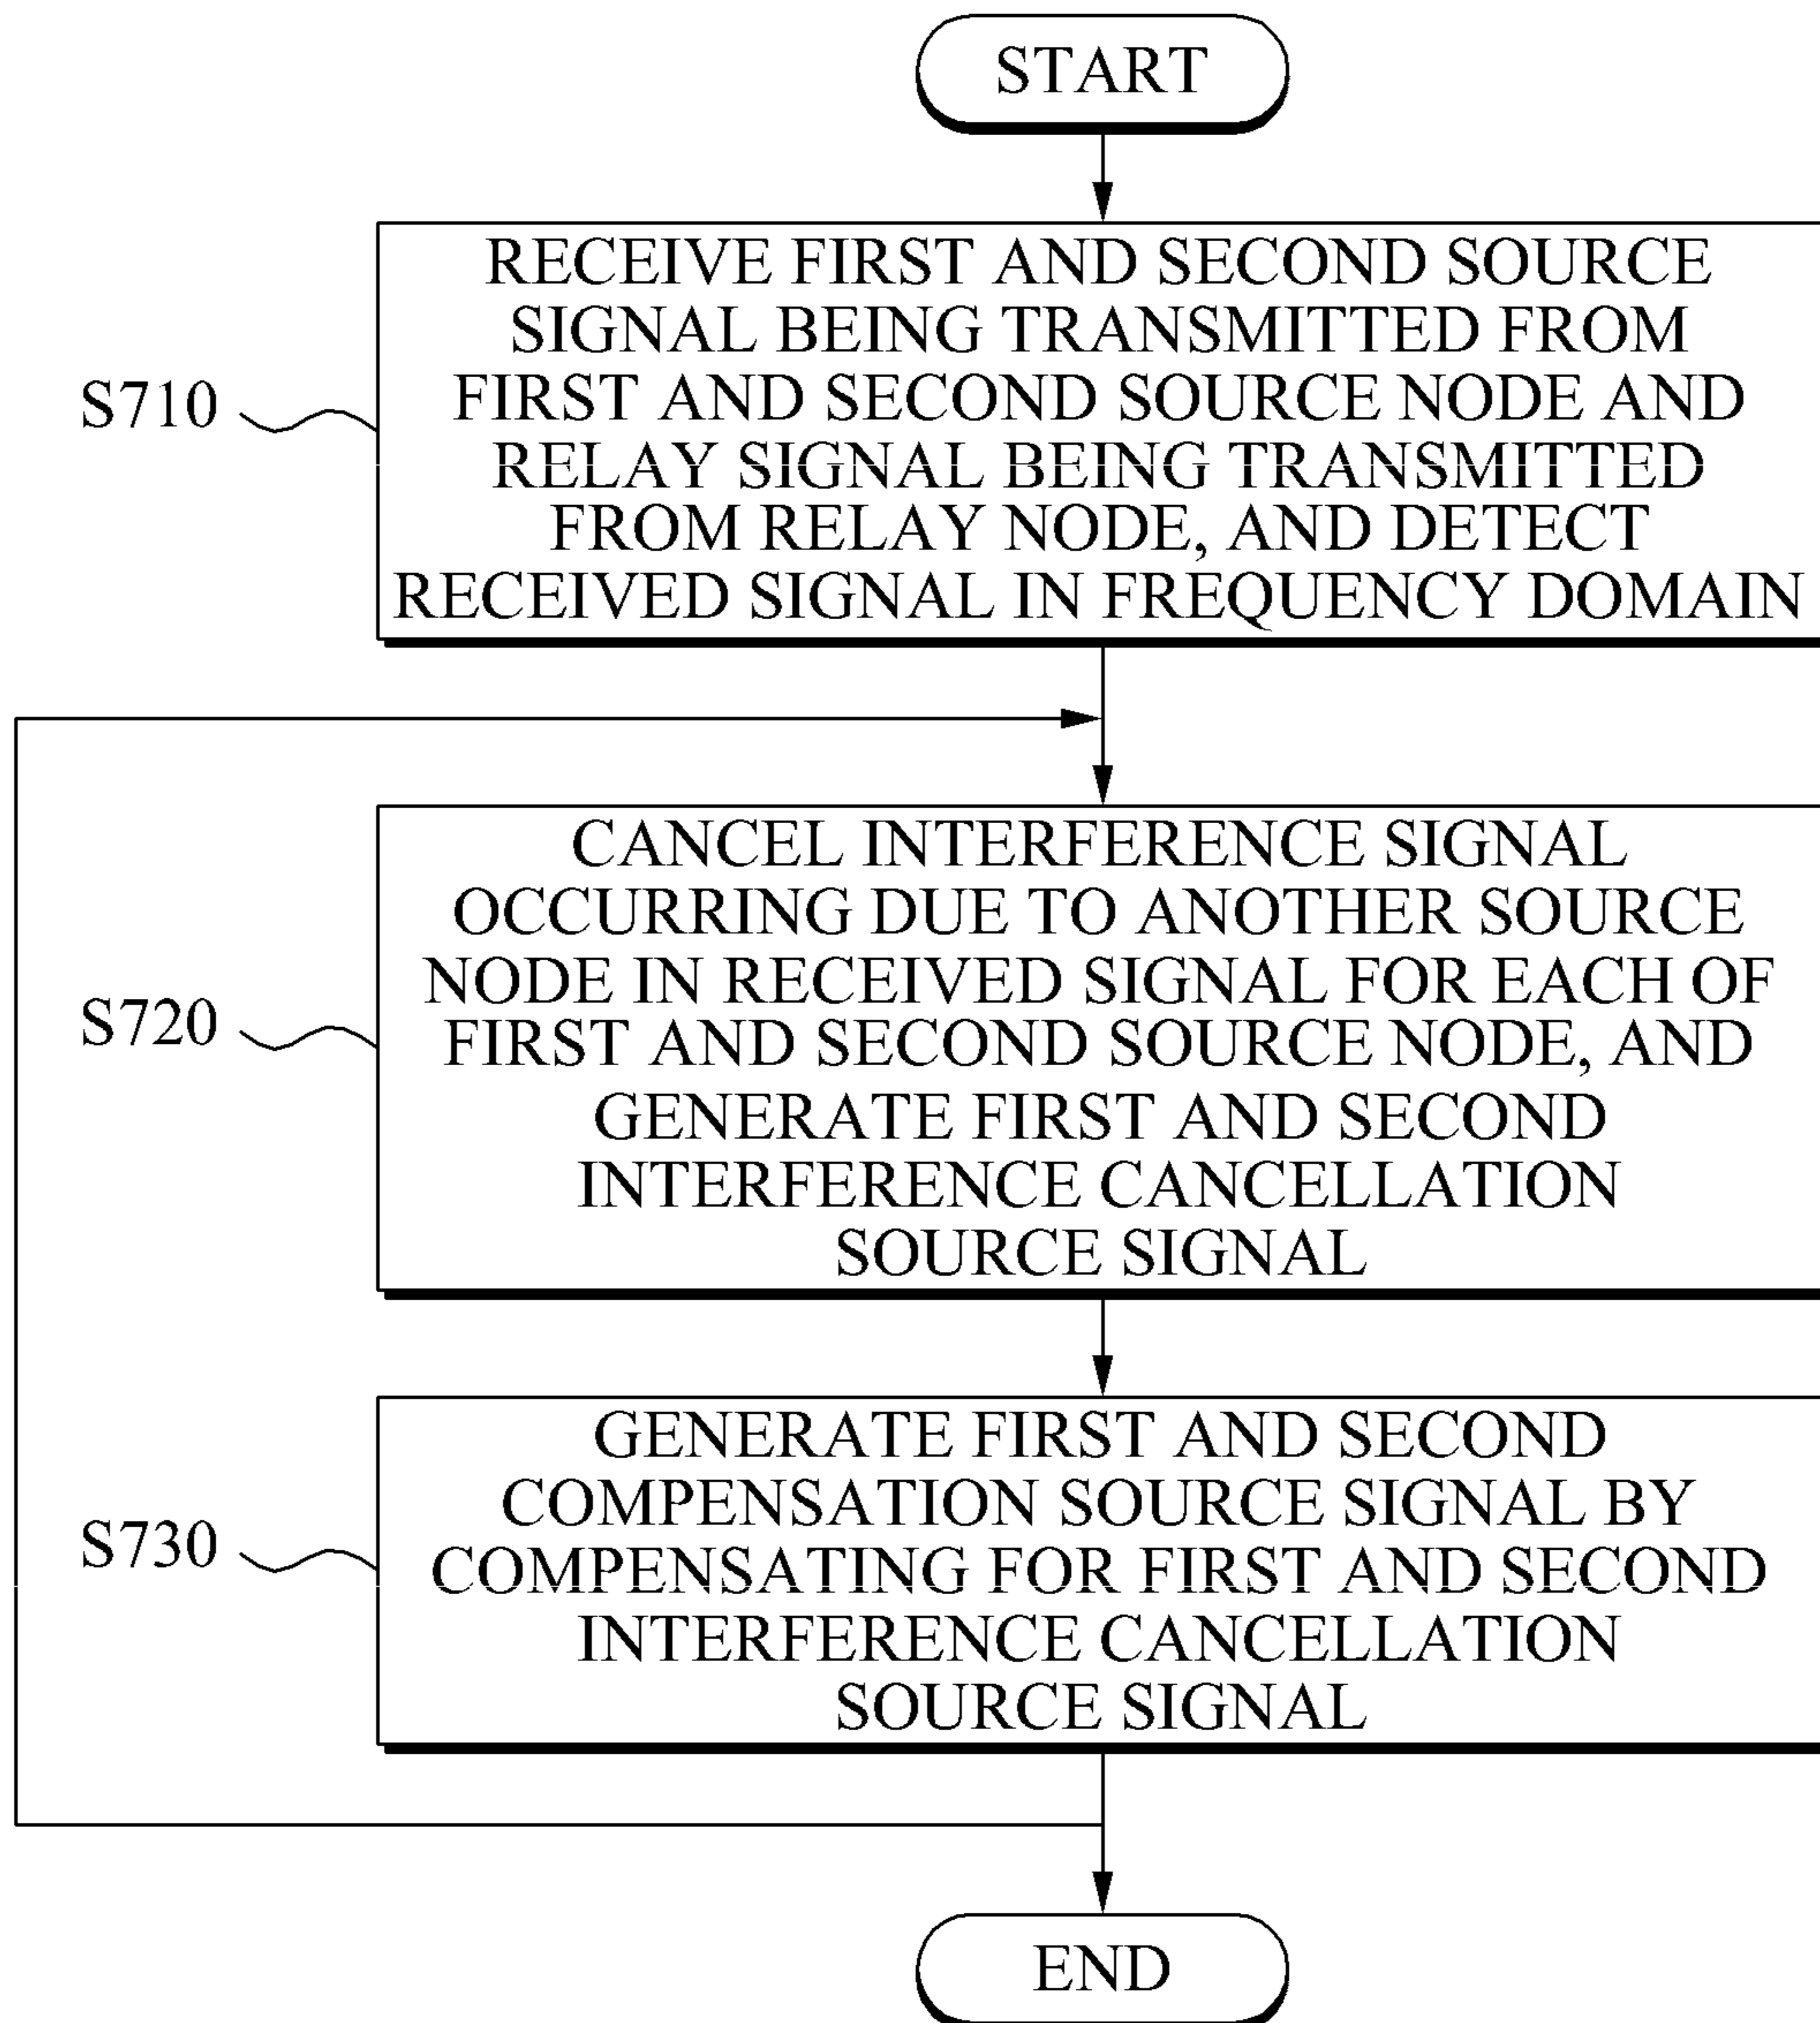 START
RECEIVE FIRST AND SECOND SOURCE
SIGNAL BEING TRANSMITTED FROM
FIRST AND SECOND SOURCE NODE AND
RELAY SIGNAL BEING TRANSMITTED
FROM RELAY NODE, AND DETECT
RECEIVED SIGNAL IN FREQUENCY DOMAIN
S710
CANCEL INTERFERENCE SIGNAL
OCCURRING DUE TO ANOTHER SOURCE
NODE IN RECEIVED SIGNAL FOR EACH OF
FIRST AND SECOND SOURCE NODE, AND
GENERATE FIRST AND SECOND
INTERFERENCE CANCELLATION
SOURCE SIGNAL
S720
GENERATE FIRST AND SECOND
COMPENSATION SOURCE SIGNAL BY
COMPENSATING FOR FIRST AND SECOND
INTERFERENCE CANCELLATION
SOURCE SIGNAL
S730
END